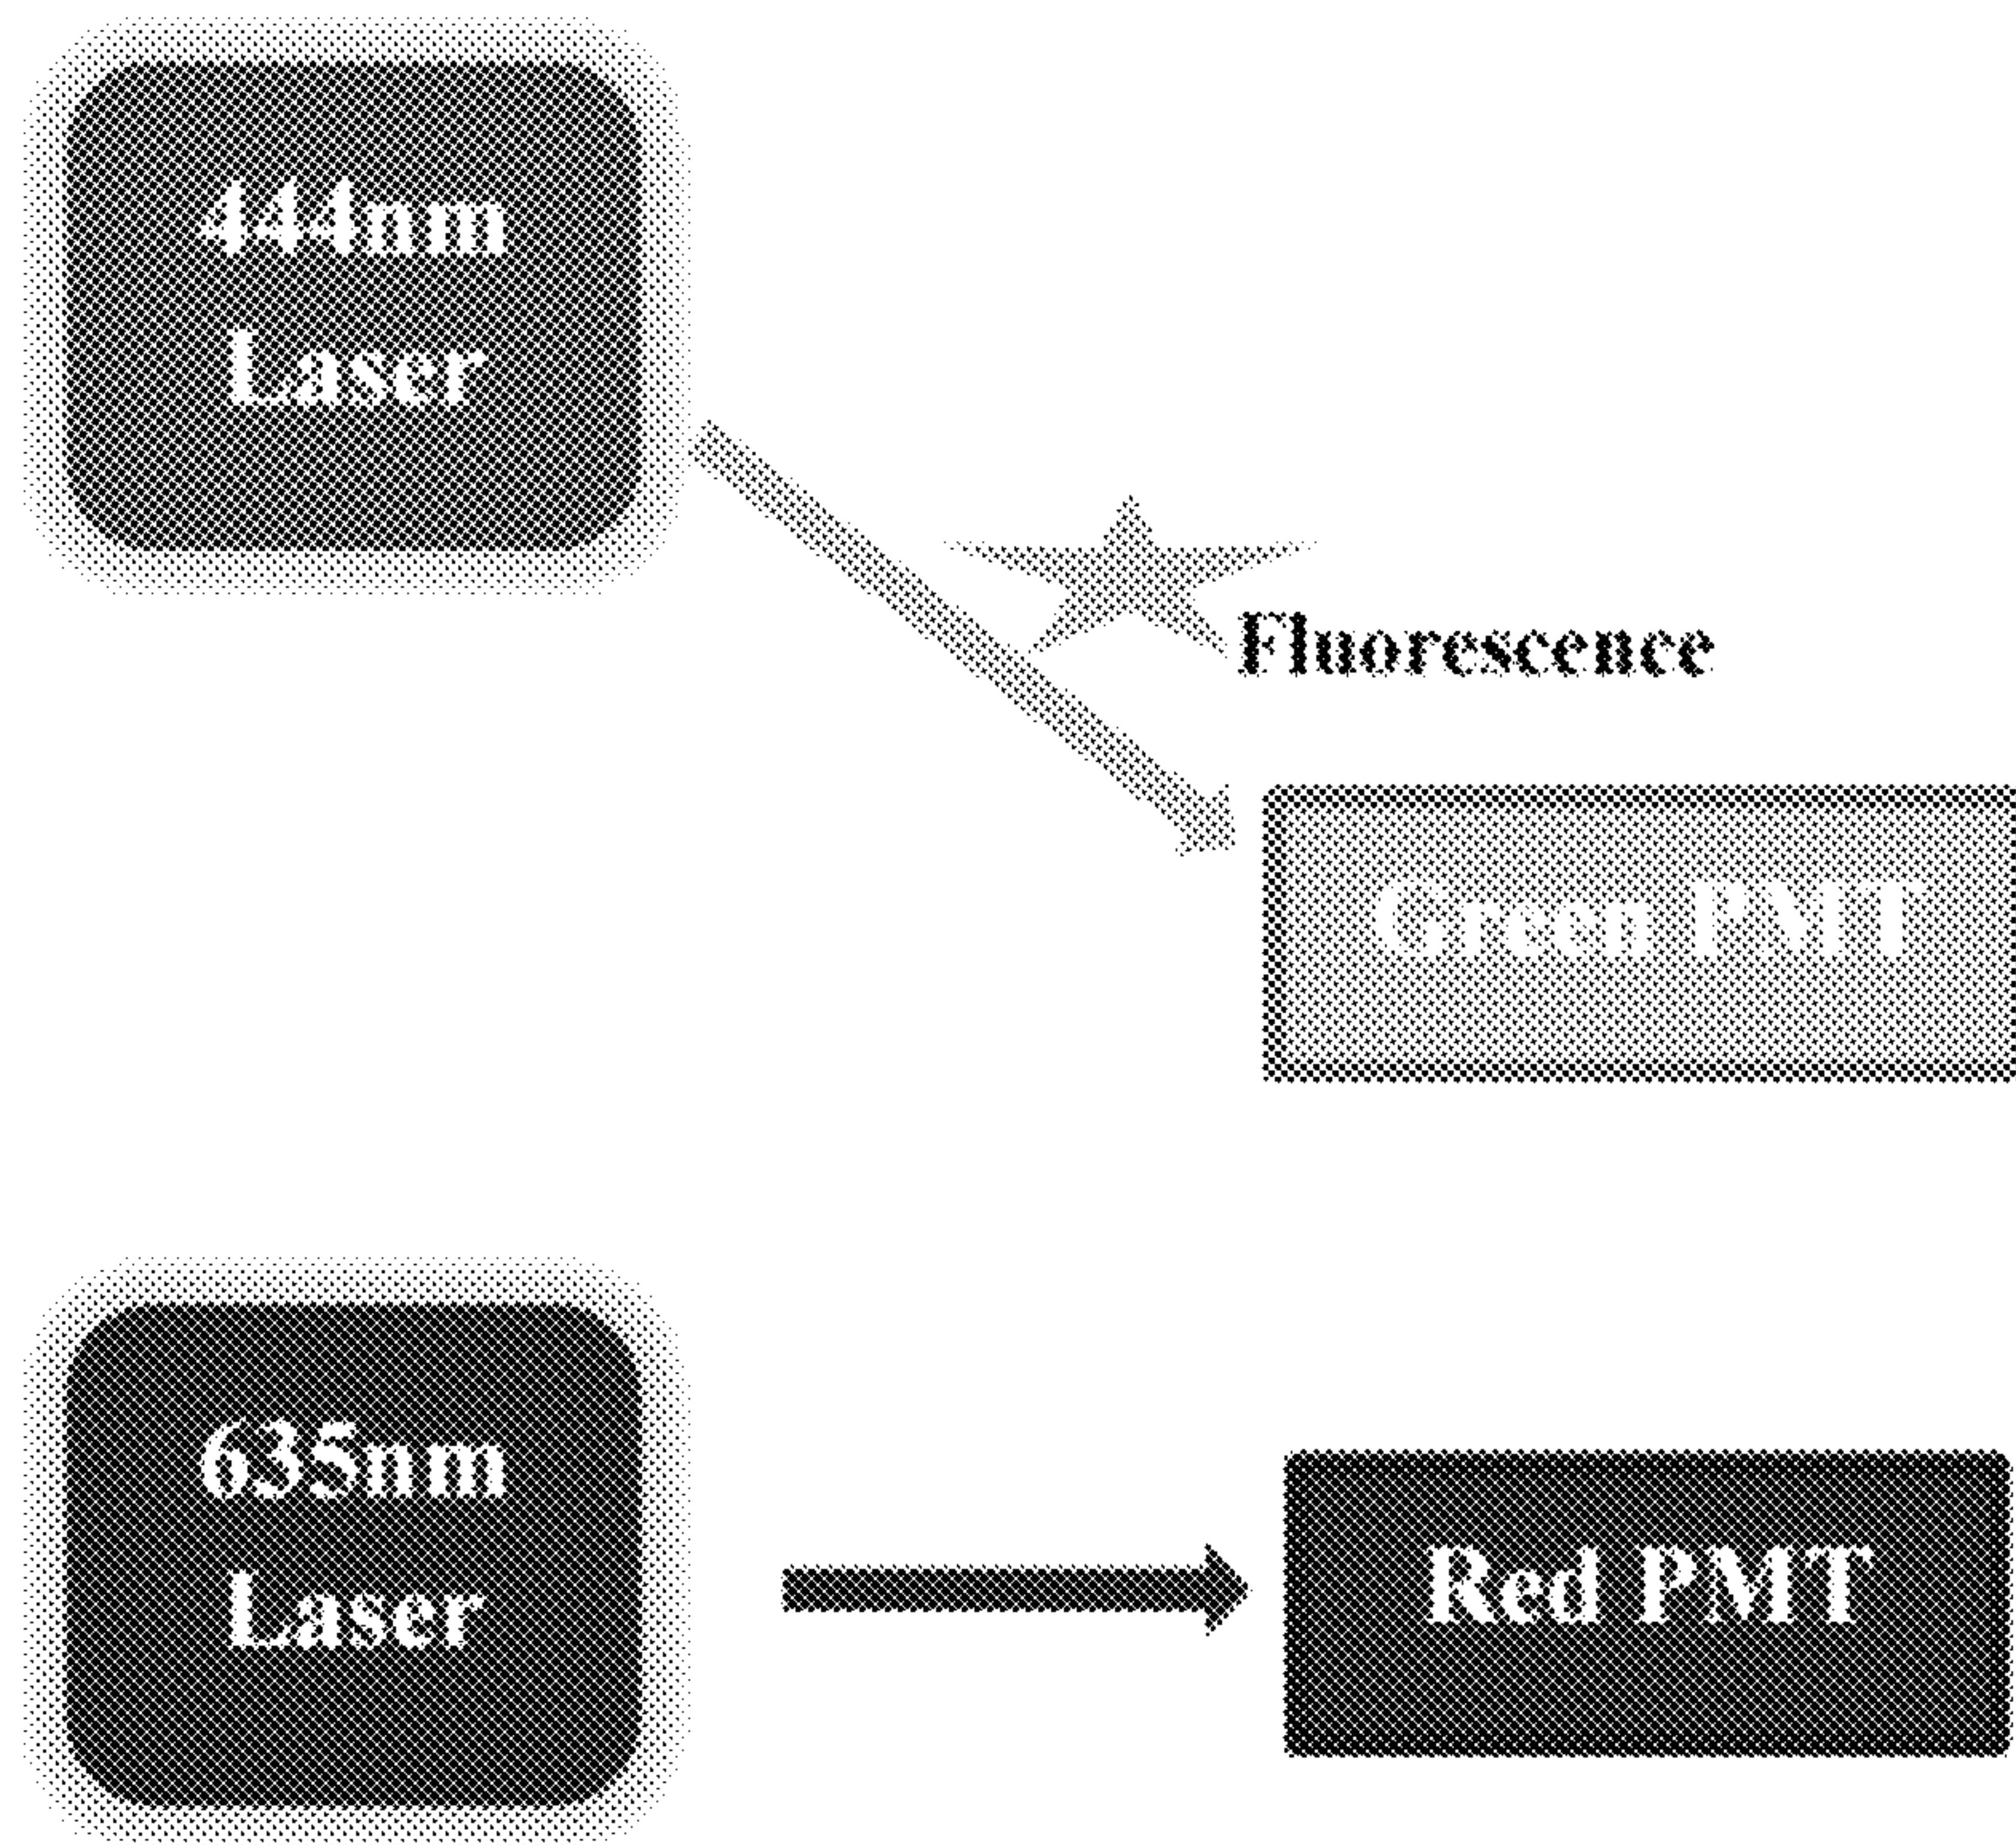 444nm
Laser
Fluorescence
Green PMT
635nm
Laser
Red PMT